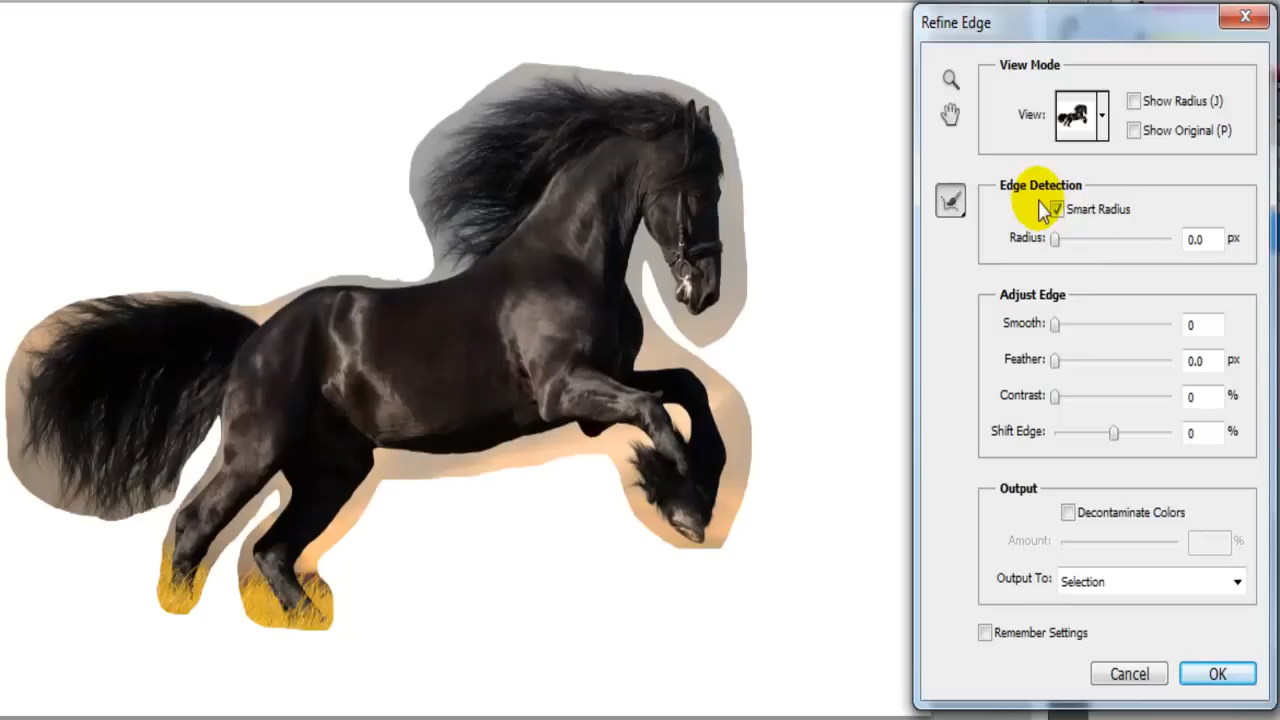 Refine Edge
View Mode
View:
Show Radius (J)
Show Original (P)
Edge Detection
Smart Radius
Radius: 0.0 px
Adjust Edge
Smooth: 0
Feather: 0.0 px
Contrast: 0 %
Shift Edge: 0 %
Output
Decontaminate Colors
Amount: %
Output To: Selection
Remember Settings
Cancel OK